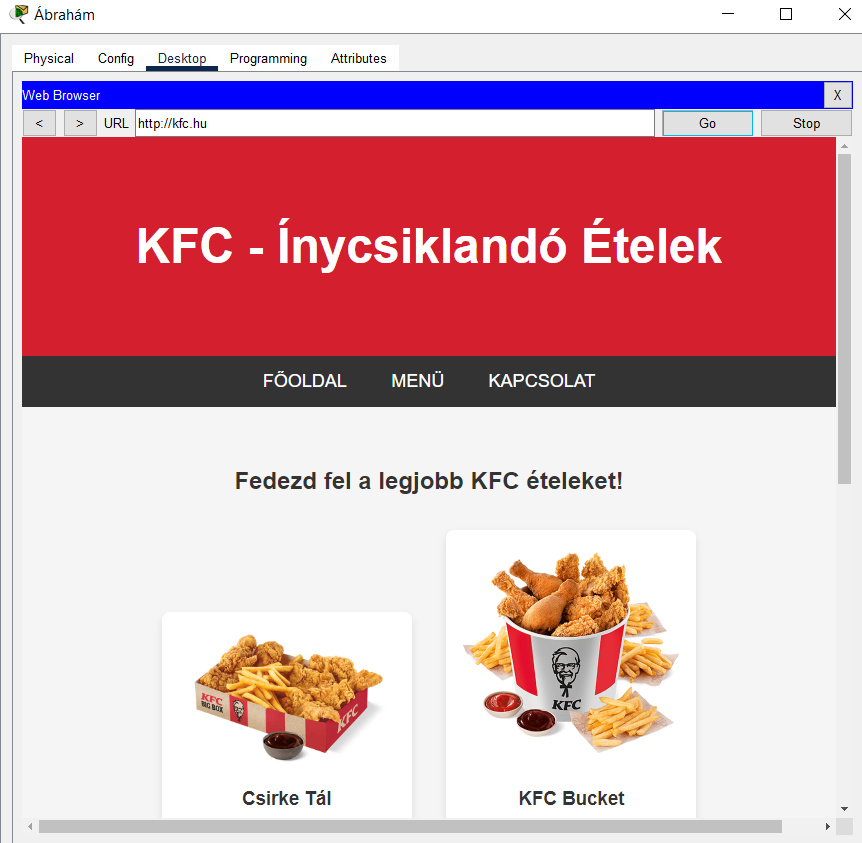 Ábrahám
Physical Config Desktop Programming Attributes
Web Browser X
< > URL http://kfc.hu Go Stop
KFC - Ínycsiklandó Ételek
FŐOLDAL MENÜ KAPCSOLAT
Fedezd fel a legjobb KFC ételeket!
KFC
BIG BOX
KFC
KFC
Csirke Tál
KFC Bucket